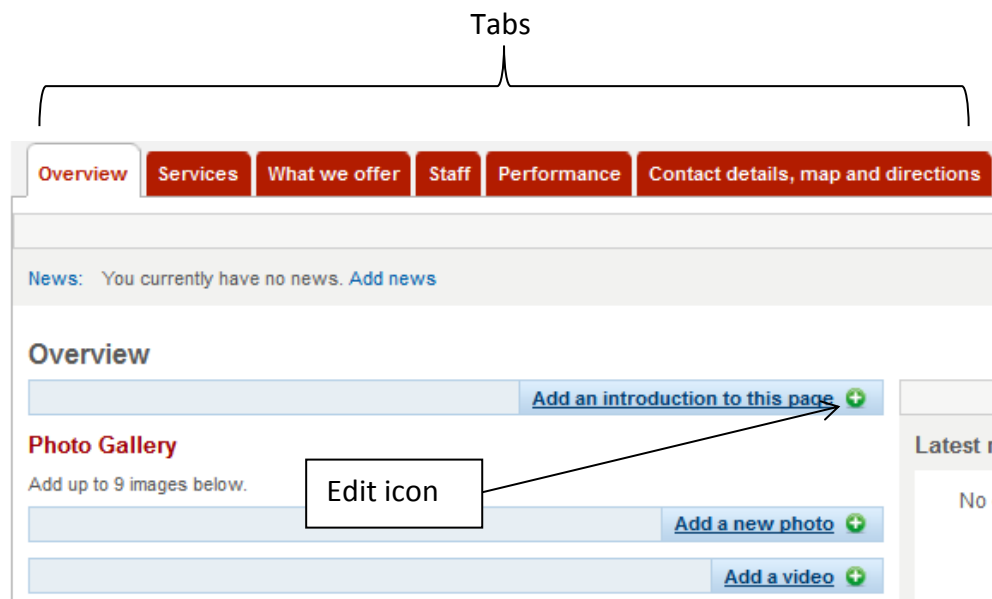 Tabs
Overview Services What we offer Staff Performance Contact details, map and directions
News: You currently have no news. Add news
Overview
Add an introduction to this page
Photo Gallery
Latest
Add up to 9 images below.
Edit icon
No
Add a new photo
Add a video